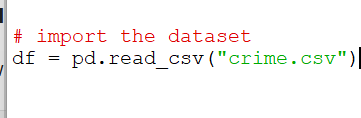 # import the dataset
df = pd.read_csv("crime.csv")